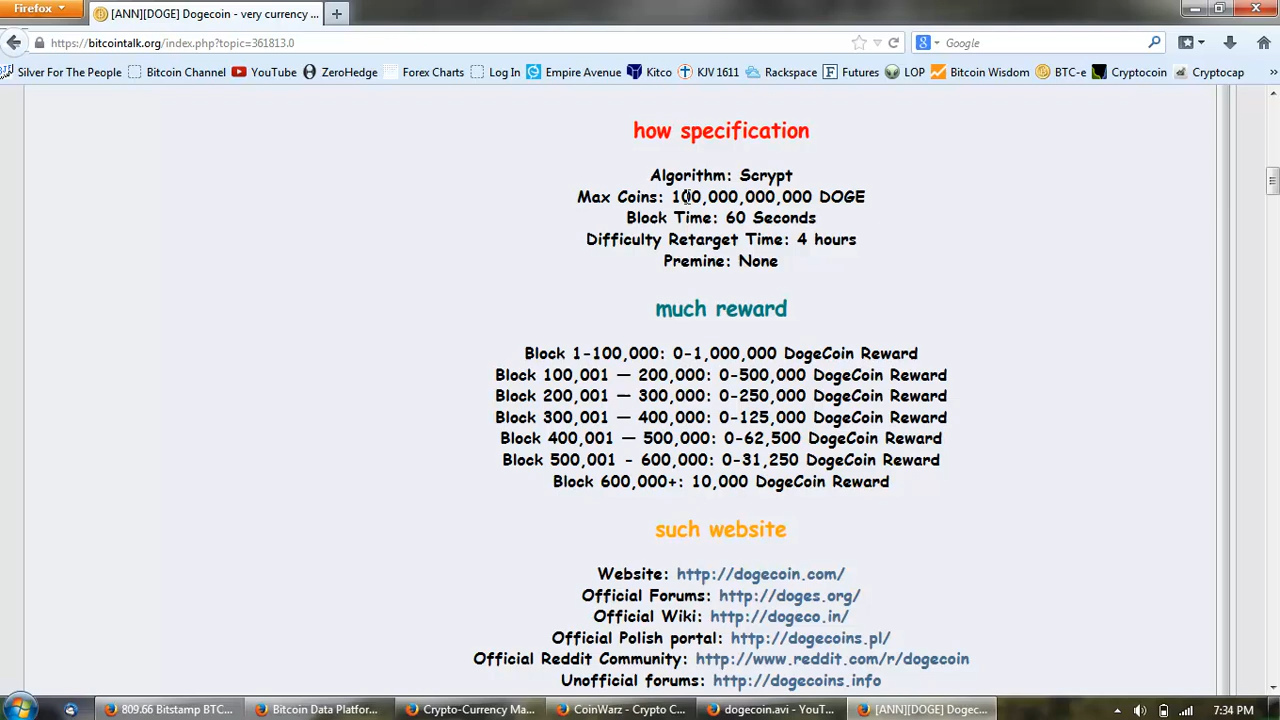 Firefox
[ANN][DOGE] Dogecoin - very currency ...
https://bitcointalk.org/index.php?topic=361813.0
Google
Silver For The People Bitcoin Channel YouTube ZeroHedge Forex Charts Log In Empire Avenue Kitco KJV 1611 Rackspace Futures LOP Bitcoin Wisdom BTC-e Cryptocoin Cryptocap »
how specification
Algorithm: Scrypt
Max Coins: 100,000,000,000 DOGE
Block Time: 60 Seconds
Difficulty Retarget Time: 4 hours
Premine: None
much reward
Block 1-100,000: 0-1,000,000 DogeCoin Reward
Block 100,001 — 200,000: 0-500,000 DogeCoin Reward
Block 200,001 — 300,000: 0-250,000 DogeCoin Reward
Block 300,001 — 400,000: 0-125,000 DogeCoin Reward
Block 400,001 — 500,000: 0-62,500 DogeCoin Reward
Block 500,001 - 600,000: 0-31,250 DogeCoin Reward
Block 600,000+: 10,000 DogeCoin Reward
such website
Website: http://dogecoin.com/
Official Forums: http://doges.org/
Official Wiki: http://dogeco.in/
Official Polish portal: http://dogecoins.pl/
Official Reddit Community: http://www.reddit.com/r/dogecoin
Unofficial forums: http://dogecoins.info
809.66 Bitstamp BTC... Bitcoin Data Platfor... Crypto-Currency Ma... CoinWarz - Crypto C... dogecoin.avi - YouT... [ANN][DOGE] Dogec... 7:34 PM